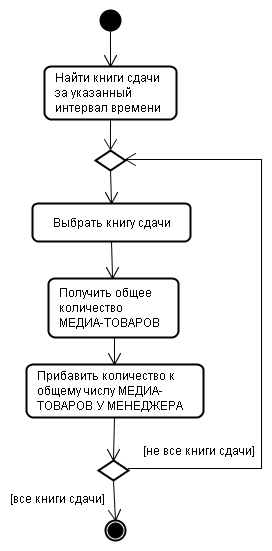 Найти книги сдачи
за указанный
интервал времени
Выбрать книгу сдачи
Получить общее
количество
МЕДИА-ТОВАРОВ
Прибавить количество к
общему числу МЕДИА-
ТОВАРОВ У МЕНЕДЖЕРА
[не все книги сдачи]
[все книги сдачи]